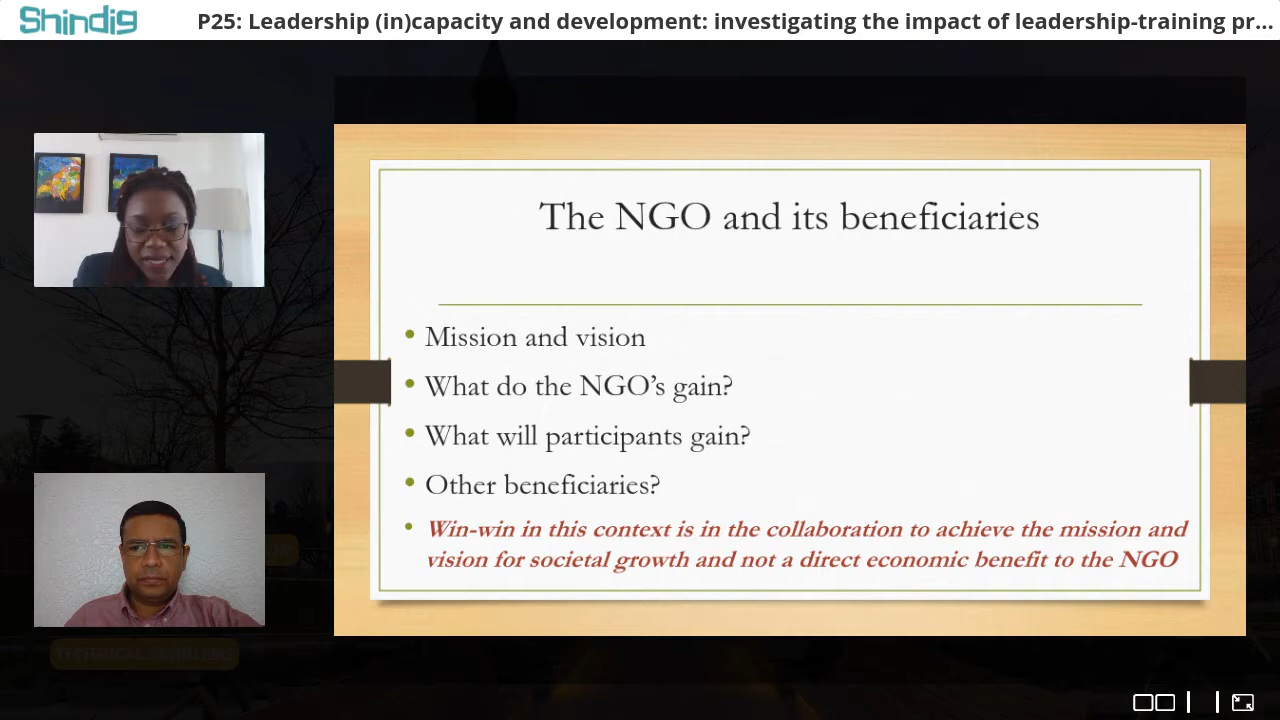 Shindig
P25: Leadership (in)capacity and development: investigating the impact of leadership-training pr...
The NGO and its beneficiaries
• Mission and vision
• What do the NGO’s gain?
• What will participants gain?
• Other beneficiaries?
• Win-win in this context is in the collaboration to achieve the mission and
vision for societal growth and not a direct economic benefit to the NGO
TECHNICAL PROBLEMS